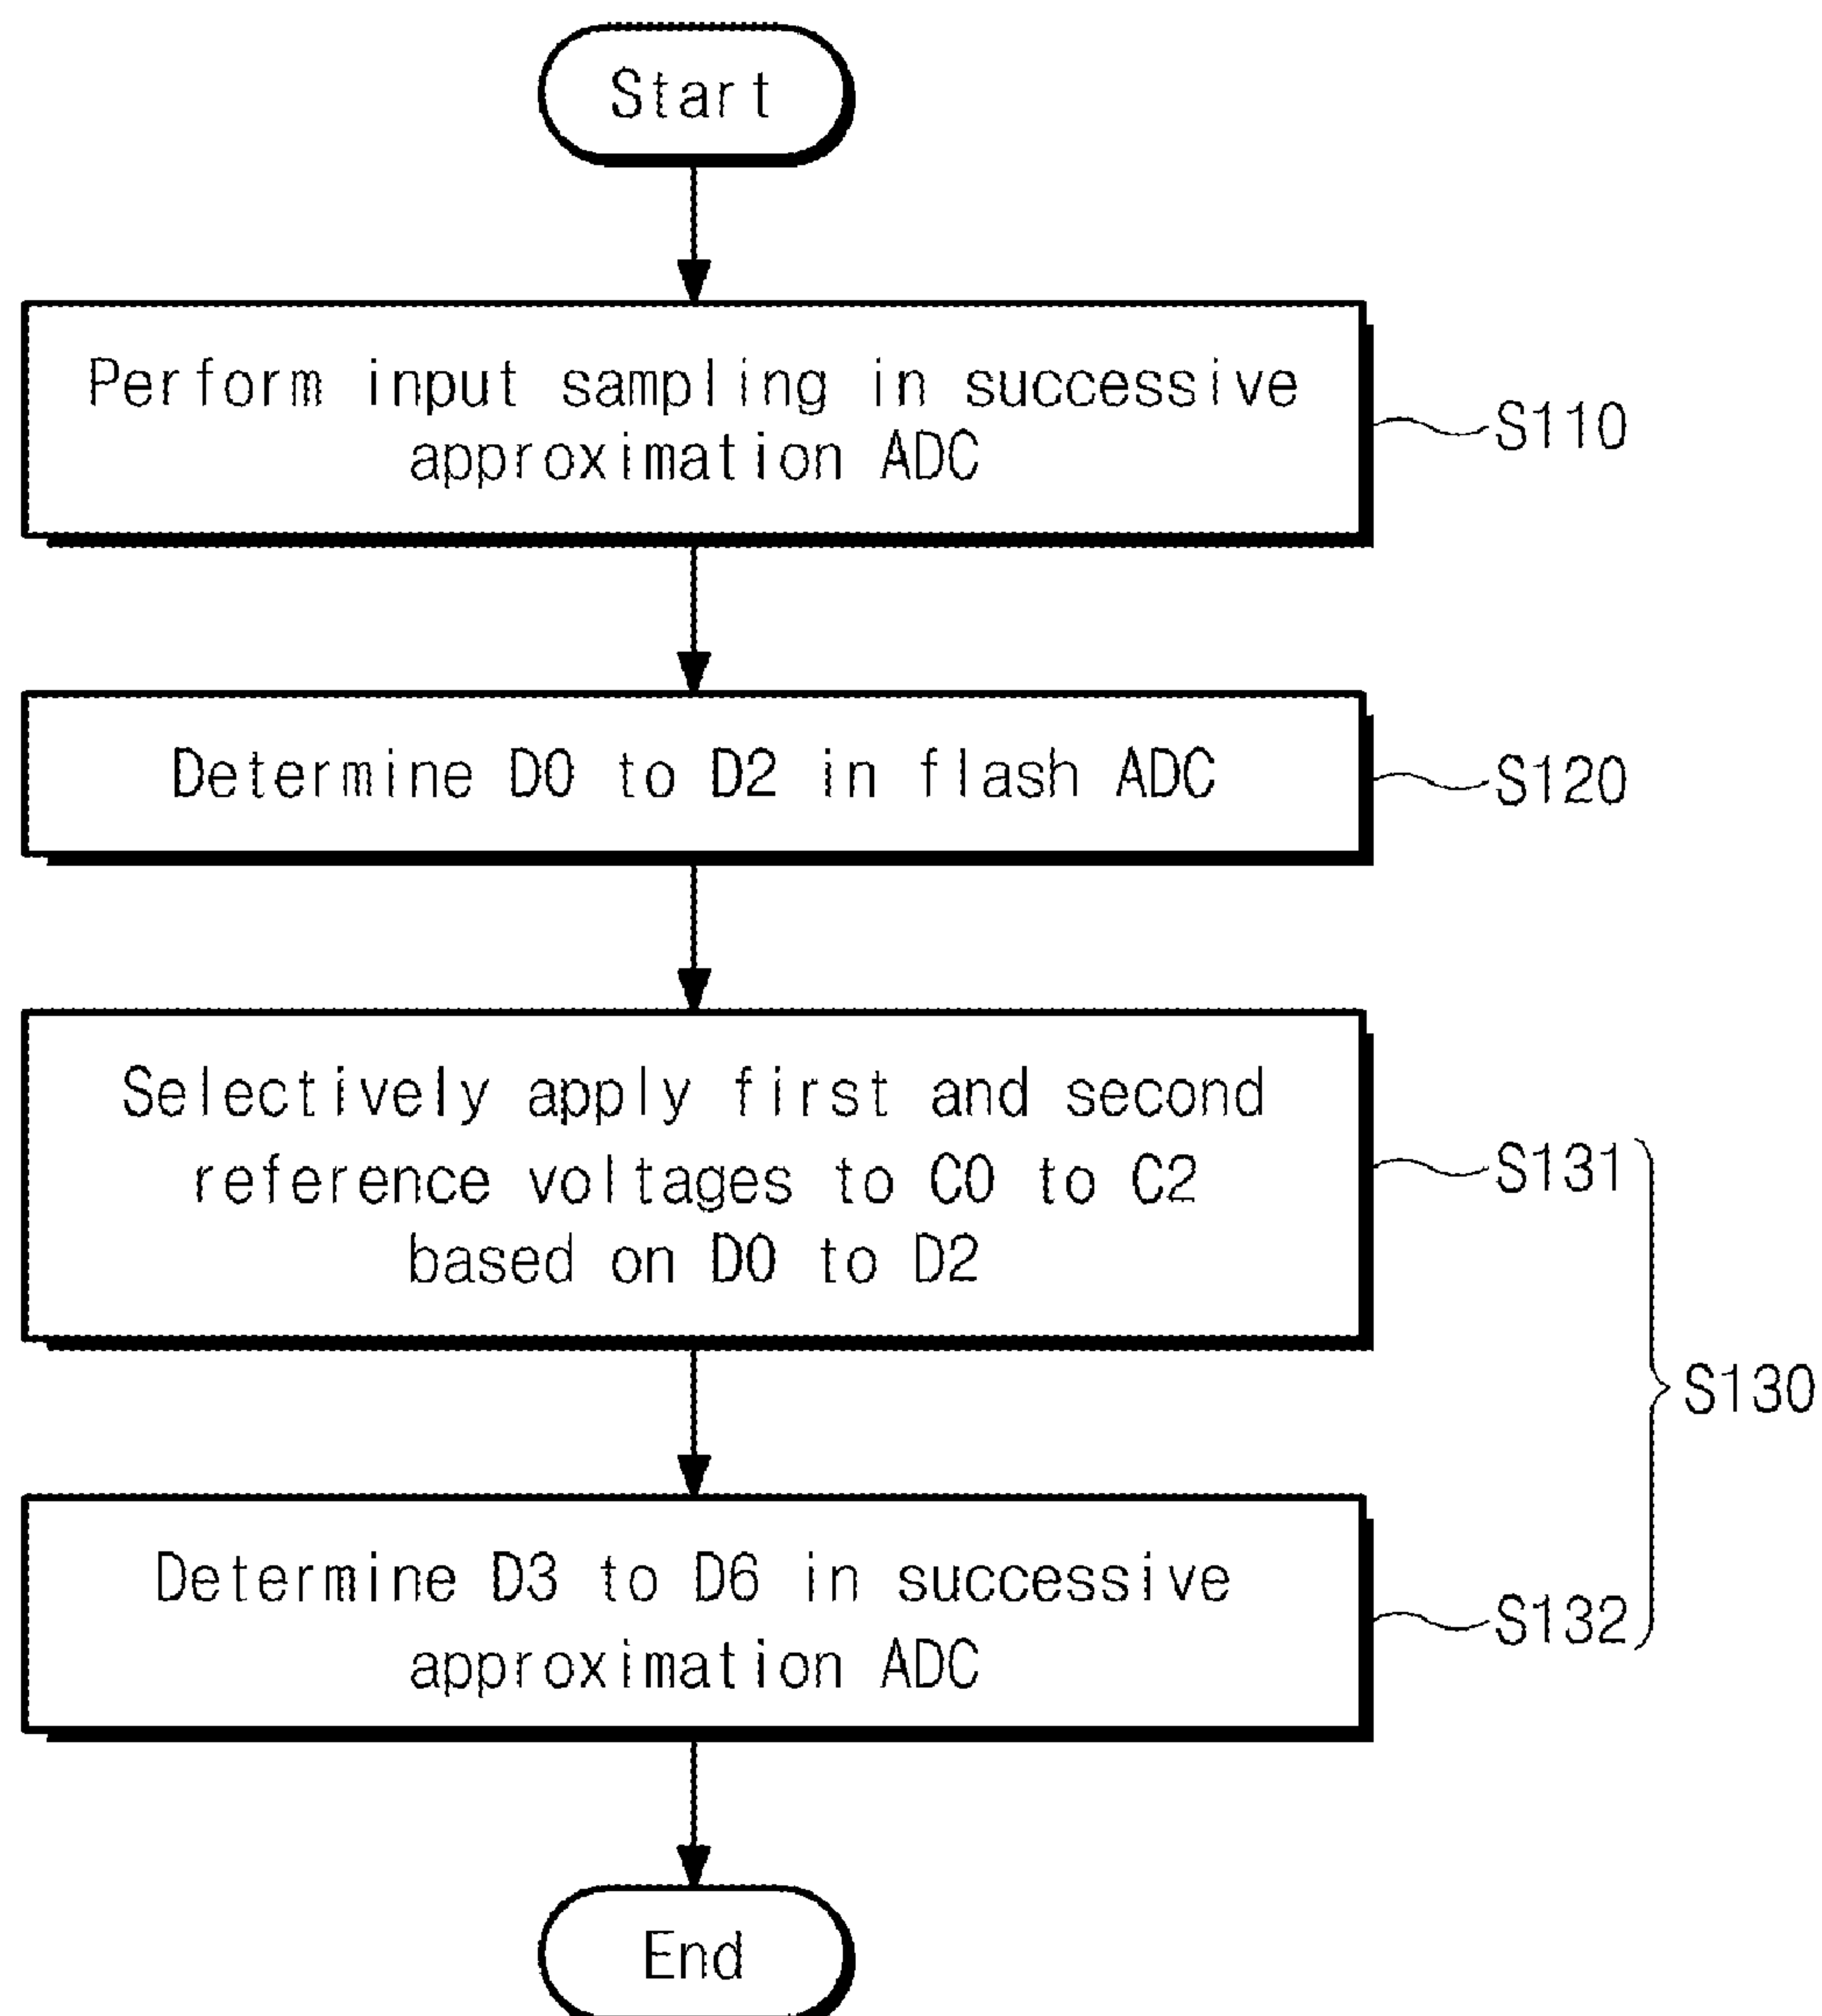 Start
Perform input sampling in successive
approximation ADC
S110
Determine D0 to D2 in flash ADC
S120
Selectively apply first and second
reference voltages to C0 to C2
based on D0 to D2
S131
S130
Determine D3 to D6 in successive
approximation ADC
S132
End